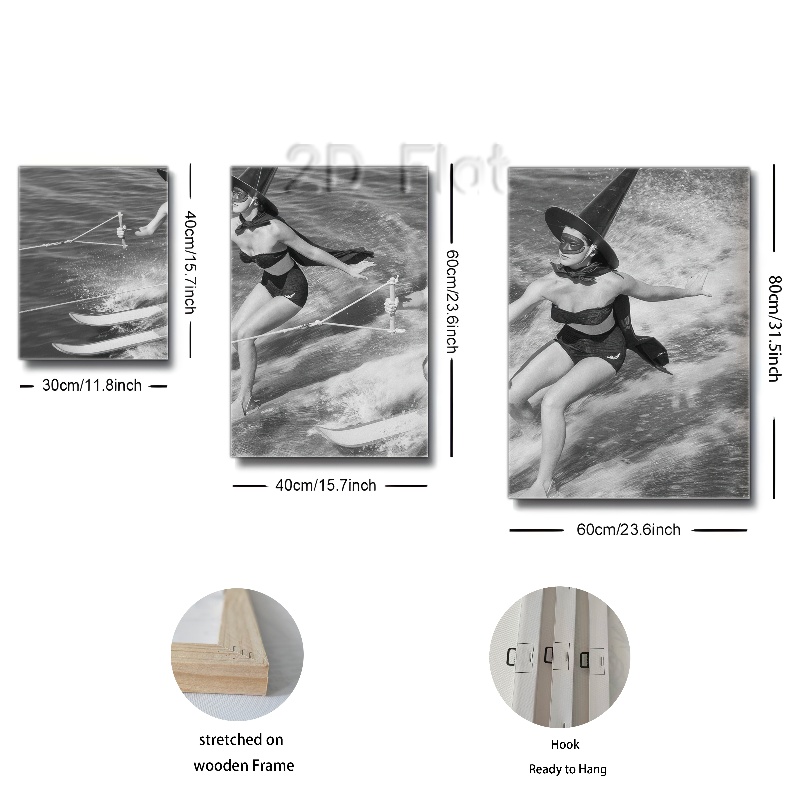 2D Flat
40cm/15.7inch
30cm/11.8inch
60cm/23.6inch
40cm/15.7inch
80cm/31.5inch
60cm/23.6inch
stretched on
wooden Frame
Hook
Ready to Hang